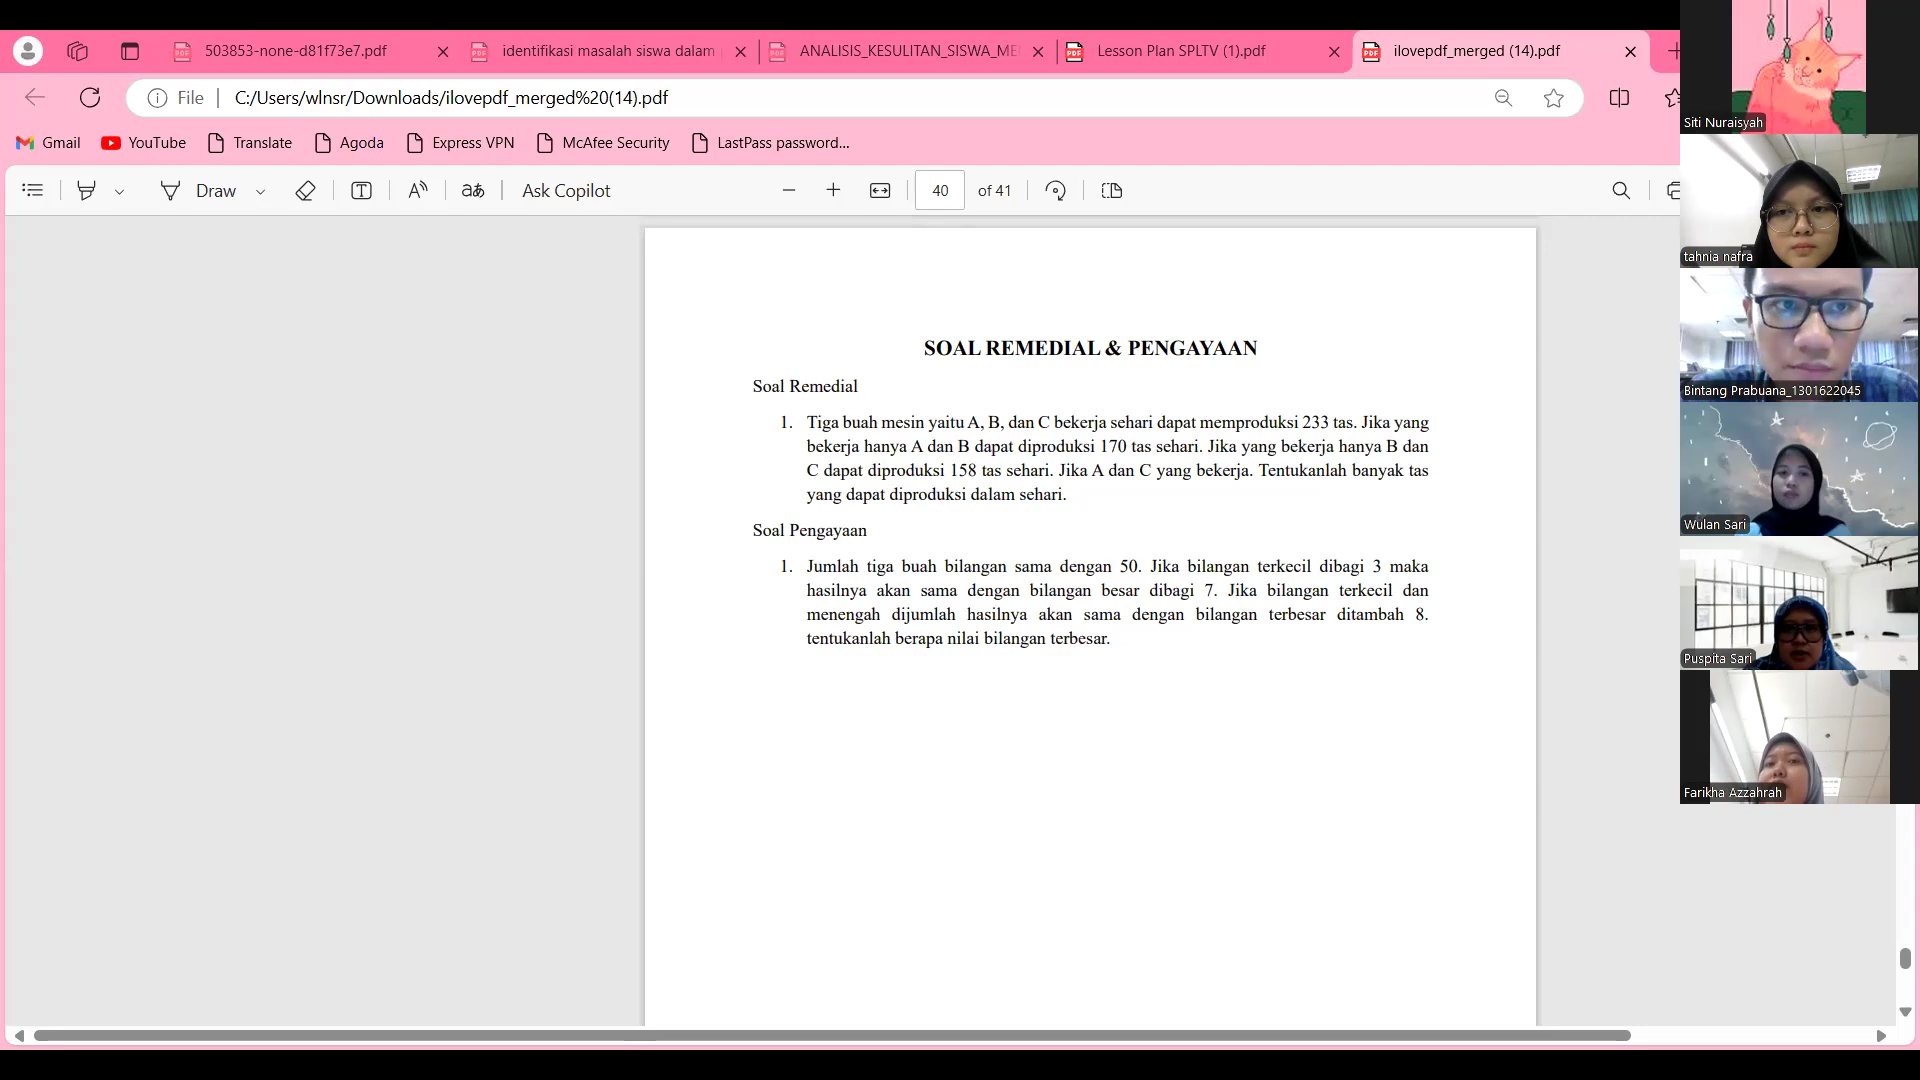 503853-none-d81f73e7.pdf
identifikasi masalah siswa dalam
ANALISIS_KESULITAN_SISWA_ME
Lesson Plan SPLTV (1).pdf
ilovepdf_merged (14).pdf
File
C:/Users/wlnsr/Downloads/ilovepdf_merged%20(14).pdf
Gmail
YouTube
Translate
Agoda
Express VPN
McAfee Security
LastPass password...
Draw
Ask Copilot
40 of 41
SOAL REMEDIAL & PENGAYAAN
Soal Remedial
1. Tiga buah mesin yaitu A, B, dan C bekerja sehari dapat memproduksi 233 tas. Jika yang
bekerja hanya A dan B dapat diproduksi 170 tas sehari. Jika yang bekerja hanya B dan
C dapat diproduksi 158 tas sehari. Jika A dan C yang bekerja. Tentukanlah banyak tas
yang dapat diproduksi dalam sehari.
Soal Pengayaan
1. Jumlah tiga buah bilangan sama dengan 50. Jika bilangan terkecil dibagi 3 maka
hasilnya akan sama dengan bilangan besar dibagi 7. Jika bilangan terkecil dan
menengah dijumlah hasilnya akan sama dengan bilangan terbesar ditambah 8.
tentukanlah berapa nilai bilangan terbesar.
Siti Nuraisyah
tahnia nafra
Bintang Prabuana_1301622045
Wulan Sari
Puspita Sari
Farikha Azzahrah